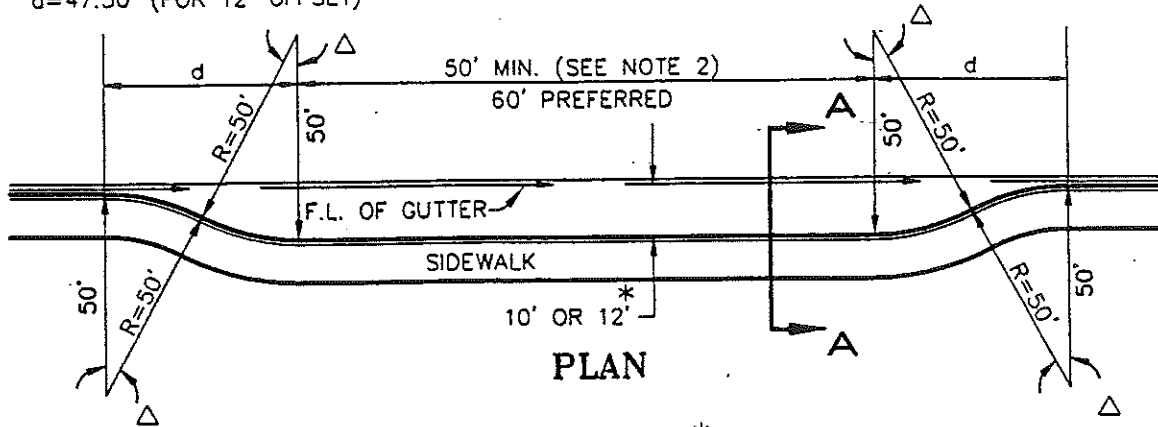 d=47.50' (FOR 12' OFFSET)
Δ
Δ
d
50' MIN. (SEE NOTE 2)
d
60' PREFERRED
A
R=50'
50'
50'
R=50'
F.L. OF GUTTER
SIDEWALK
50'
R=50'
*
10' OR 12'
A
R=50'
50'
PLAN
Δ
Δ
*